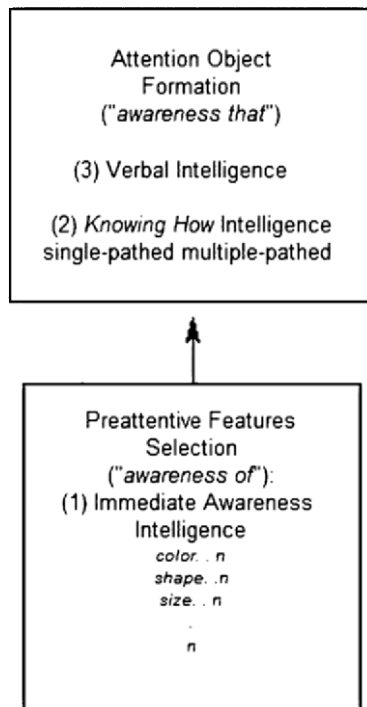 Attention Object
Formation
("awareness that")
(3) Verbal Intelligence
(2) Knowing How Intelligence
single-pathed multiple-pathed
Preattentive Features
Selection
("awareness of"):
(1) Immediate Awareness
Intelligence
color. . n
shape. .n
size. . n
.
n